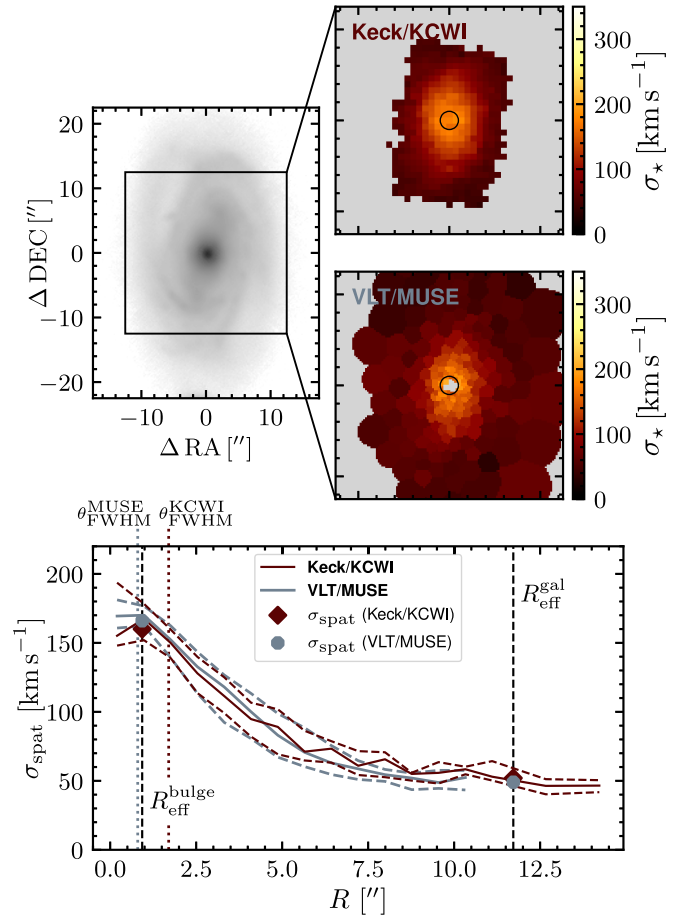 Keck/KCWI
300
200
100
0
σ⋆ [km s⁻¹]
20
10
0
−10
−20
Δ DEC ["]
−10
0
10
Δ RA ["]
VLT/MUSE
300
200
100
0
σ⋆ [km s⁻¹]
θ^MUSE_FWHM
θ^KCWI_FWHM
Keck/KCWI
VLT/MUSE
σ_spat (Keck/KCWI)
σ_spat (VLT/MUSE)
R^gal_eff
R^bulge_eff
200
150
100
50
0
σ_spat [km s⁻¹]
0.0
2.5
5.0
7.5
10.0
12.5
R ["]